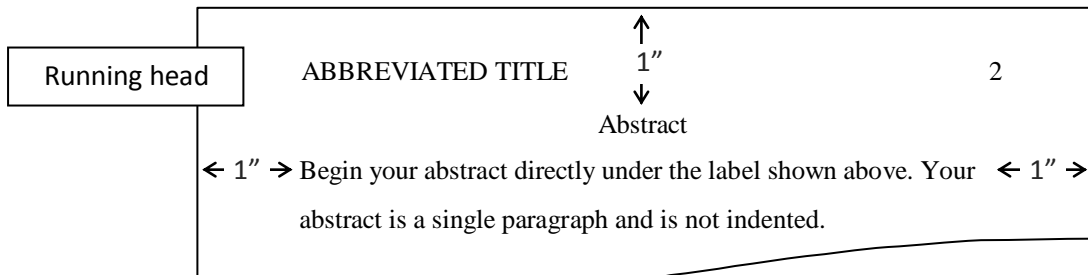 1”
Running head ABBREVIATED TITLE 2
Abstract
1” Begin your abstract directly under the label shown above. Your 1”
abstract is a single paragraph and is not indented.